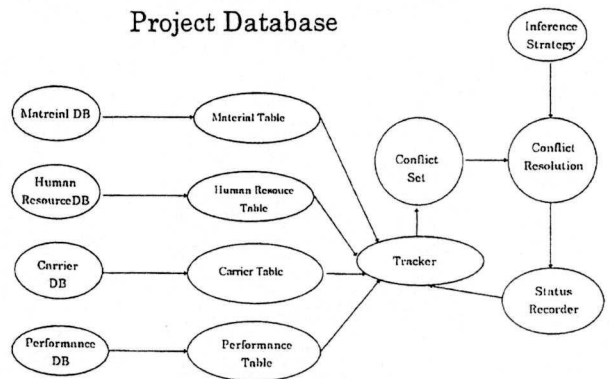 Project Database
Inference
Strategy
Matreinl DB
Material Table
Conflict
Set
Conflict
Resolution
Human
ResourceDB
Human Resouce
Table
Tracker
Carrier
DB
Carrier Table
Status
Recorder
Performance
DB
Performance
Table